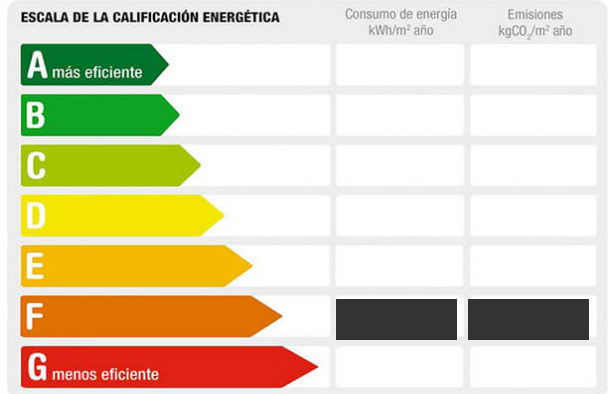 ESCALA DE LA CALIFICACIÓN ENERGÉTICA
Consumo de energía
kWh/m² año
Emisiones
kgCO₂/m² año
A más eficiente
B
C
D
E
F
G menos eficiente